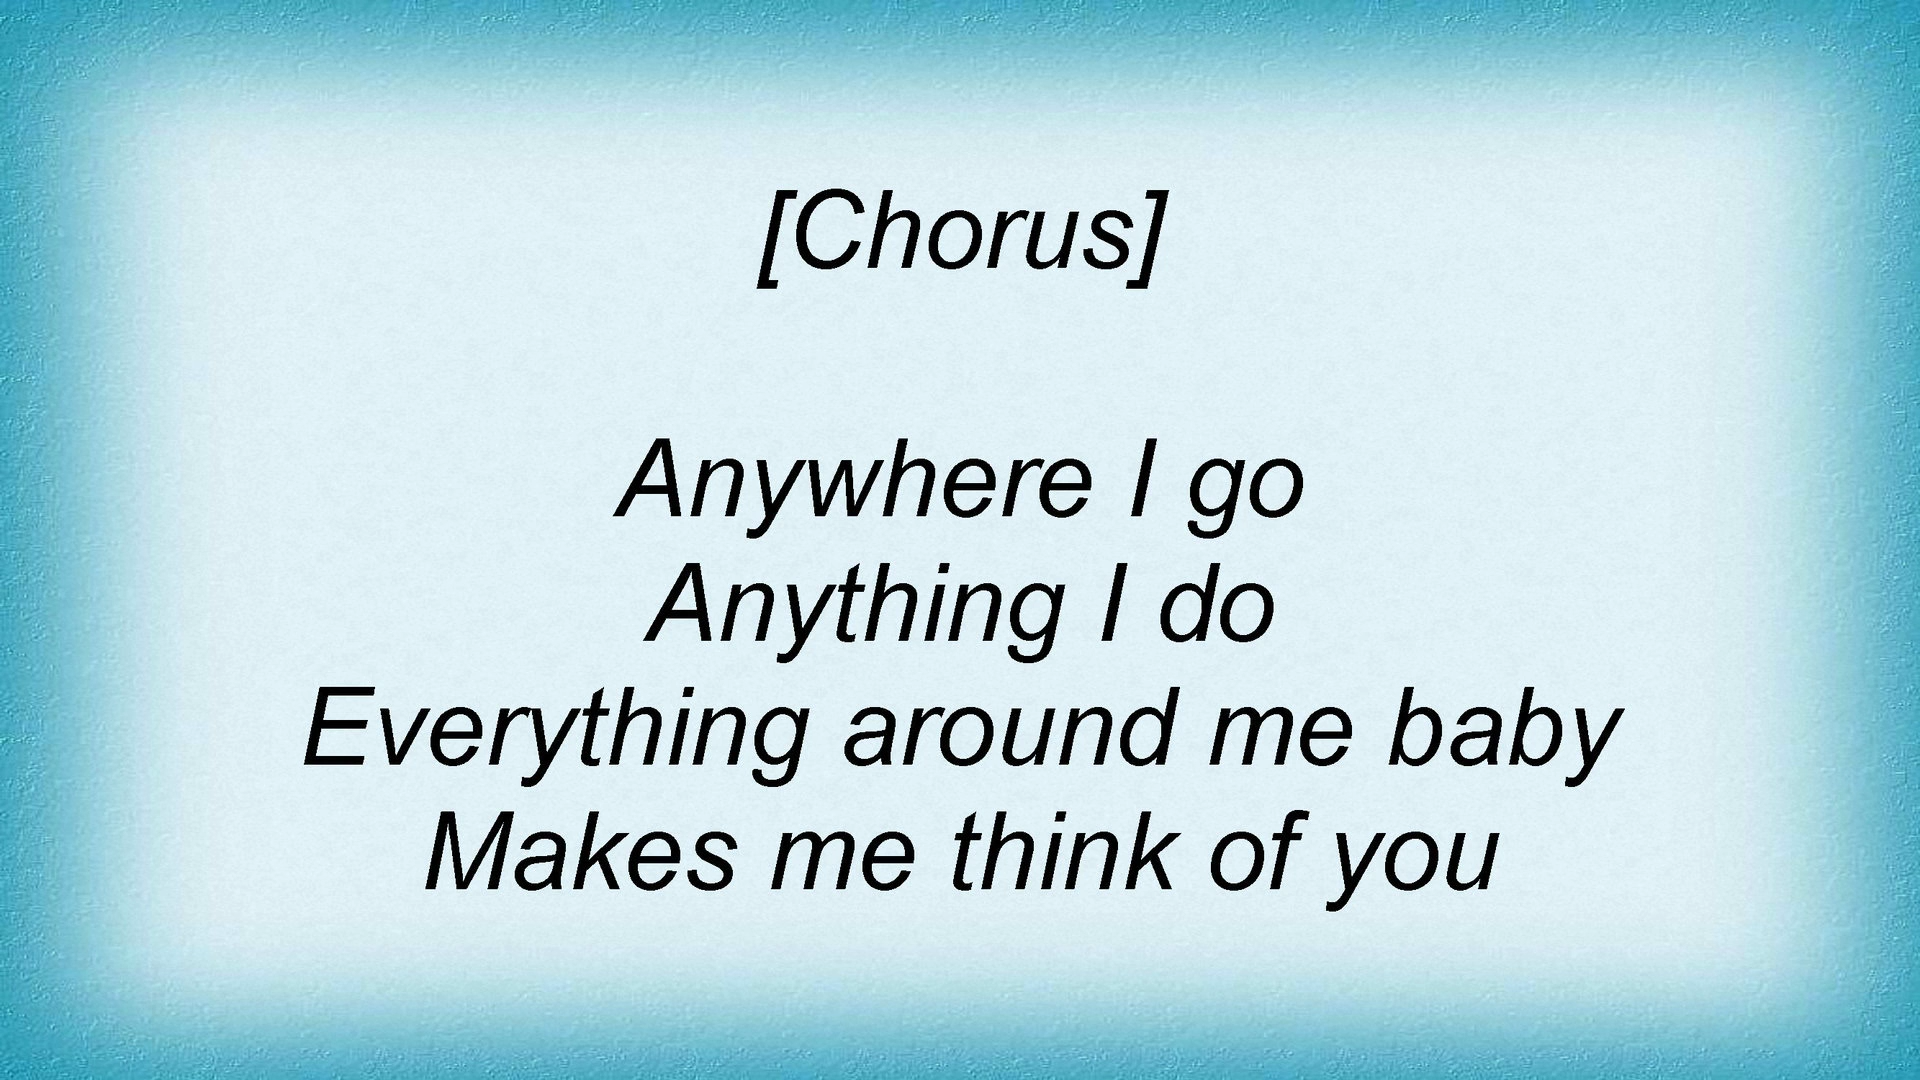 [Chorus]
Anywhere I go
Anything I do
Everything around me baby
Makes me think of you